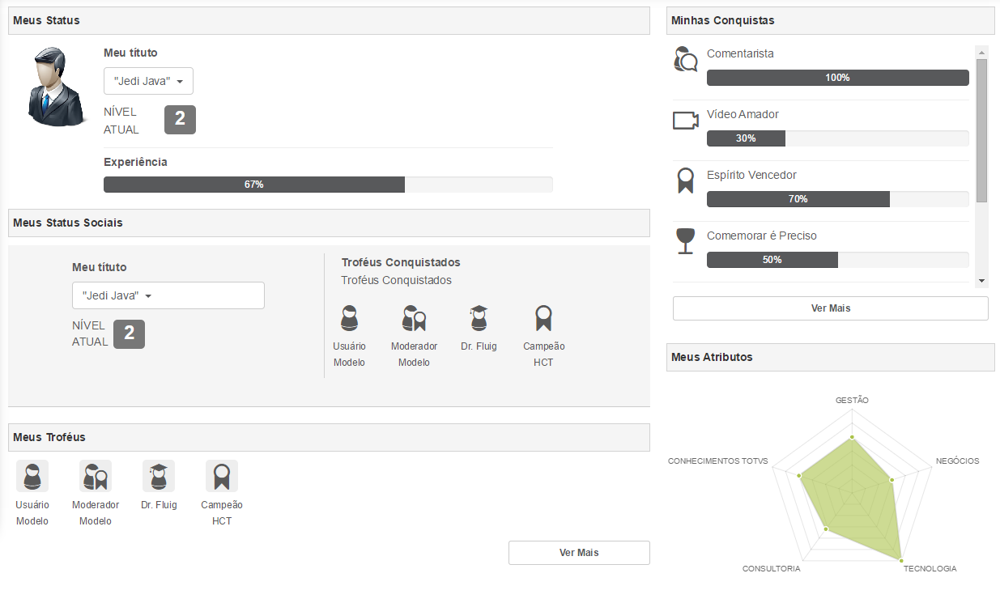 Meus Status
Meu títuto
"Jedi Java"
NÍVEL
ATUAL
2
Experiência
67%
Meus Status Sociais
Meu títuto
"Jedi Java"
NÍVEL
ATUAL
2
Troféus Conquistados
Troféus Conquistados
Usuário
Modelo
Moderador
Modelo
Dr. Fluig
Campeão
HCT
Meus Troféus
Usuário
Modelo
Moderador
Modelo
Dr. Fluig
Campeão
HCT
Ver Mais
Minhas Conquistas
Comentarista
100%
Vídeo Amador
30%
Espírito Vencedor
70%
Comemorar é Preciso
50%
Ver Mais
Meus Atributos
GESTÃO
CONHECIMENTOS TOTVS
NEGÓCIOS
CONSULTORIA
TECNOLOGIA